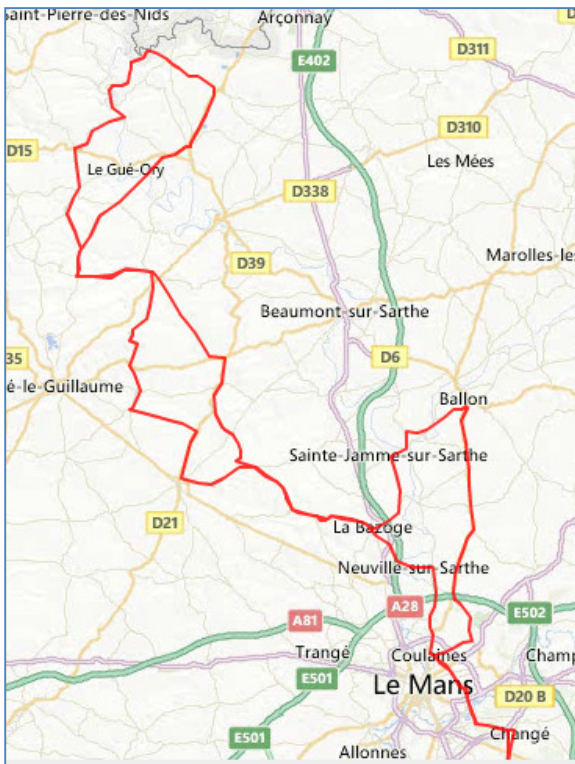 Saint-Pierre-des-Nids
Arçonnay
D
D311
E402
D310
D15
Les Mées
Le Gué-Ory
D338
Marolles-les
D39
Beaumont-sur-Sarthe
35
D6
é-le-Guillaume
Ballon
Sainte-Jamme-sur-Sarthe
D21
La Bazoge
Neuville-sur-Sarthe
A28
E502
A81
Trangé
Coulaines
Champ
E501
Le Mans
D20 B
E501
Changé
Allonnes